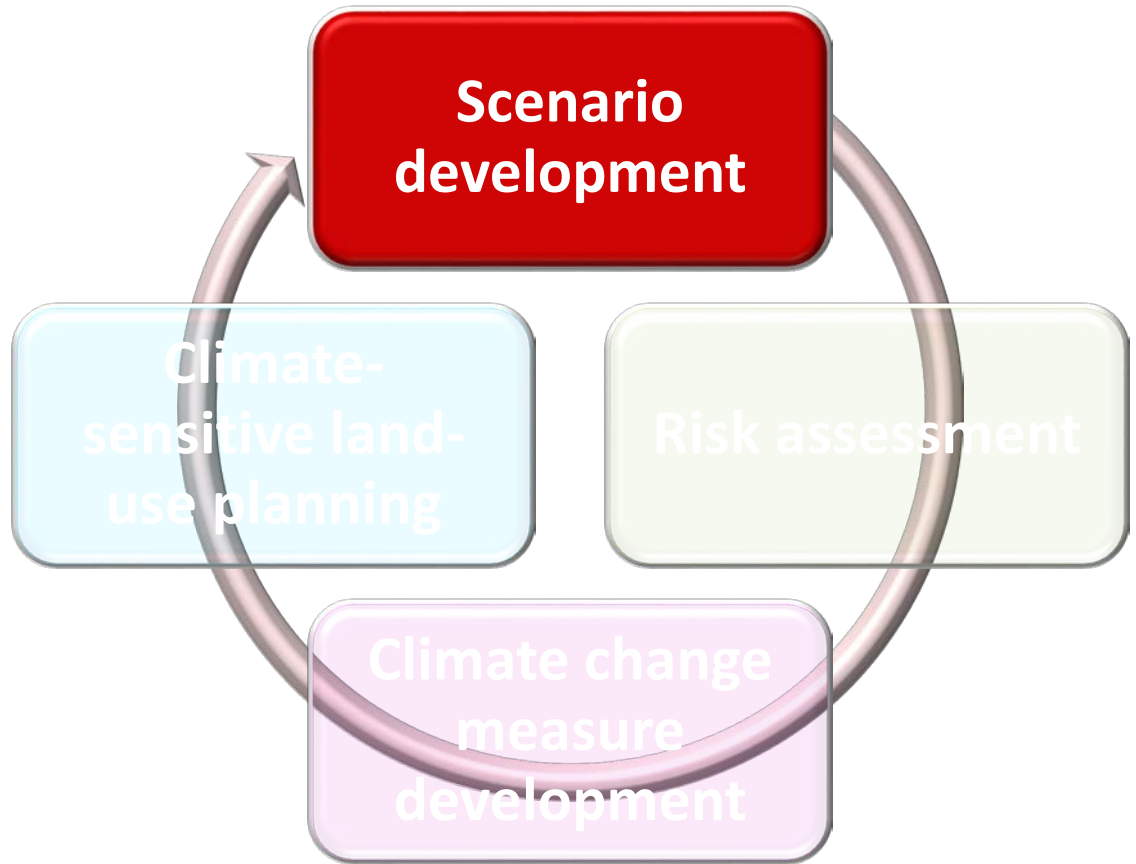 Scenario
development
Climate-
sensitive land-
use planning
Risk assessment
Climate change
measure
development